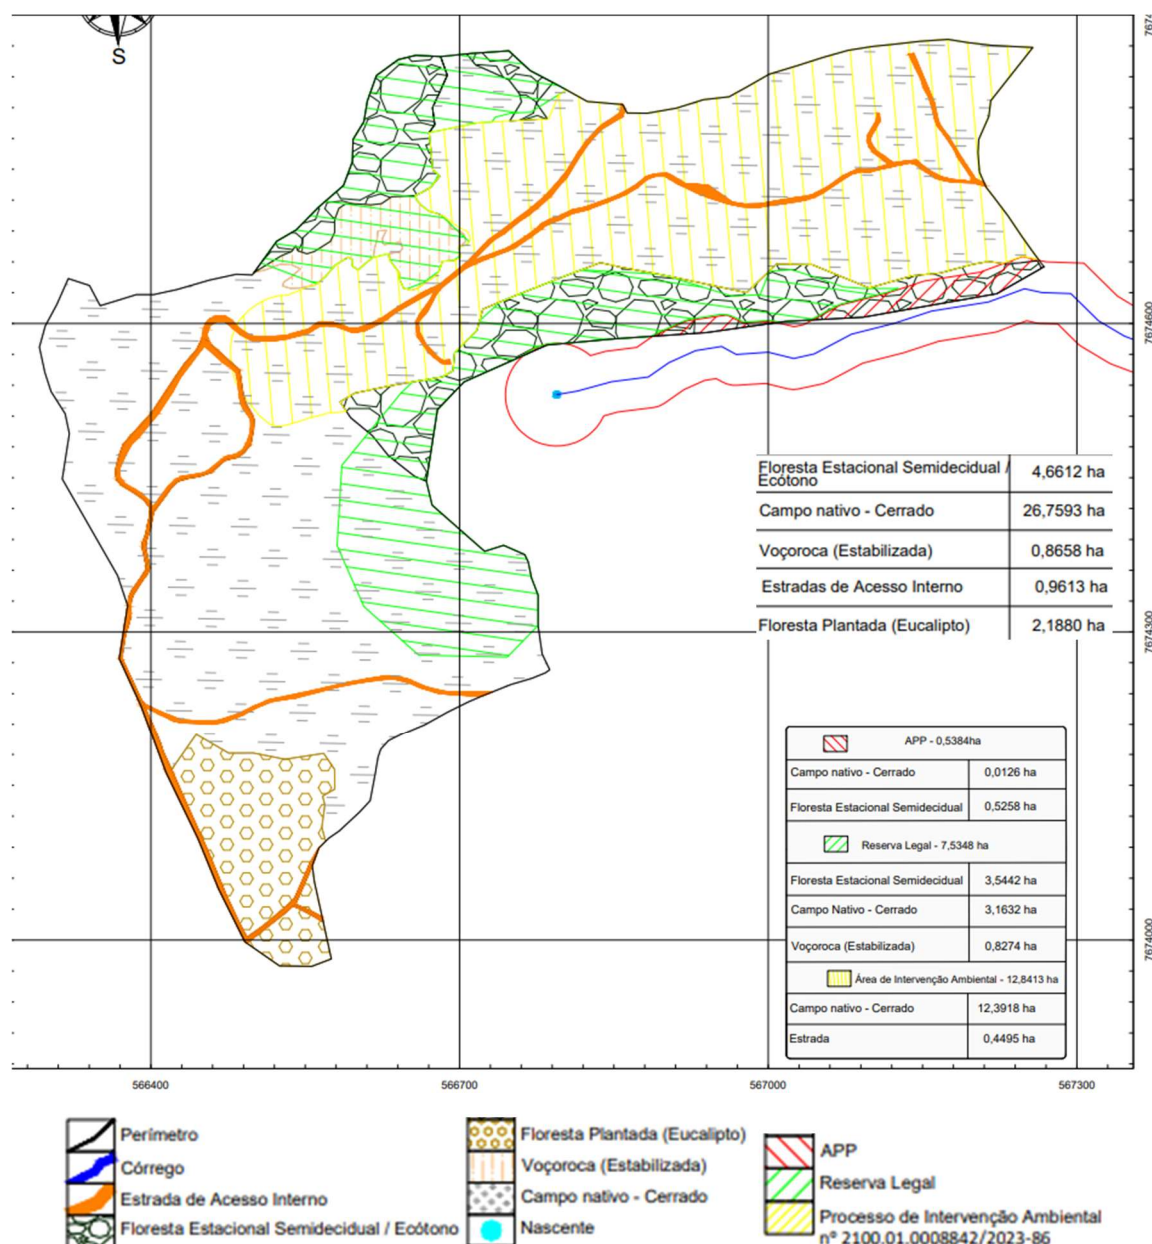 S
7674600
Floresta Estacional Semidecidual /
Ecótono
4,6612 ha
Campo nativo - Cerrado
26,7593 ha
Voçoroca (Estabilizada)
0,8658 ha
Estradas de Acesso Interno
0,9613 ha
Floresta Plantada (Eucalipto)
2,1880 ha
7674300
APP - 0,5384ha
Campo nativo - Cerrado
0,0126 ha
Floresta Estacional Semidecidual
0,5258 ha
Reserva Legal - 7,5348 ha
Floresta Estacional Semidecidual
3,5442 ha
Campo Nativo - Cerrado
3,1632 ha
Voçoroca (Estabilizada)
0,8274 ha
7674000
Área de Intervenção Ambiental - 12,8413 ha
Campo nativo - Cerrado
12,3918 ha
Estrada
0,4495 ha
566400
566700
567000
567300
Perímetro
Córrego
Estrada de Acesso Interno
Floresta Estacional Semidecidual / Ecótono
Floresta Plantada (Eucalipto)
Voçoroca (Estabilizada)
Campo nativo - Cerrado
Nascente
APP
Reserva Legal
Processo de Intervenção Ambiental
nº 2100.01.0008842/2023-86